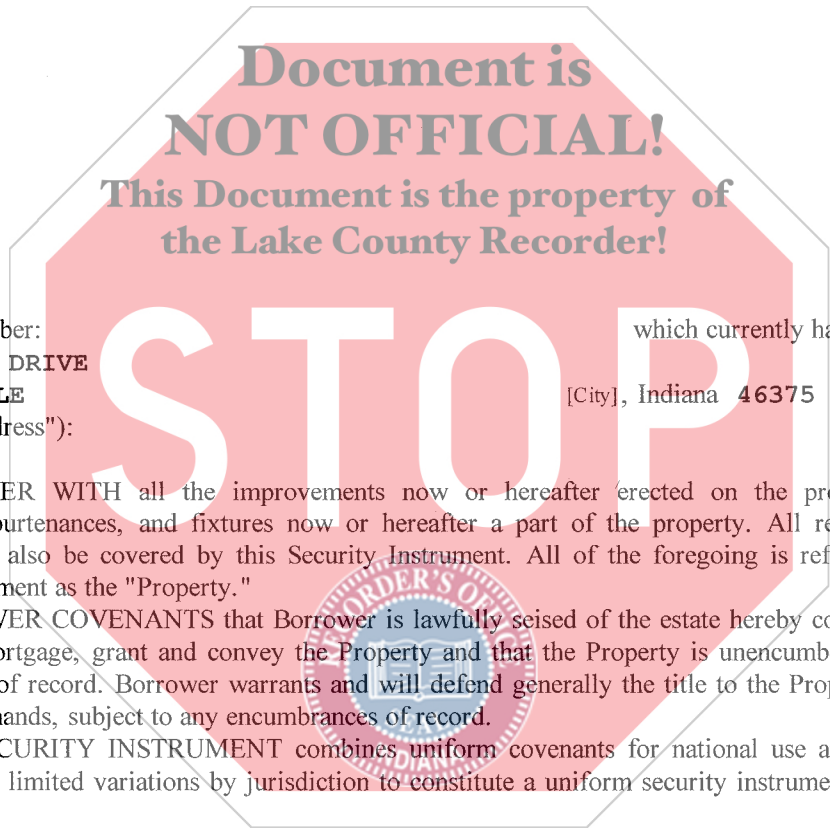 Document is
NOT OFFICIAL!
This Document is the property of
the Lake County Recorder!
STOP
ber: which currently ha
DRIVE
LE [City], Indiana 46375
dress"):
ER WITH all the improvements now or hereafter erected on the pro
purtenances, and fixtures now or hereafter a part of the property. All re
also be covered by this Security Instrument. All of the foregoing is ref
ment as the "Property."
VER COVENANTS that Borrower is lawfully seised of the estate hereby co
ortgage, grant and convey the Property and that the Property is unencumb
of record. Borrower warrants and will defend generally the title to the Prop
nands, subject to any encumbrances of record.
CURITY INSTRUMENT combines uniform covenants for national use a
limited variations by jurisdiction to constitute a uniform security instrume
RECORDER'S OFFICE
INDIANA